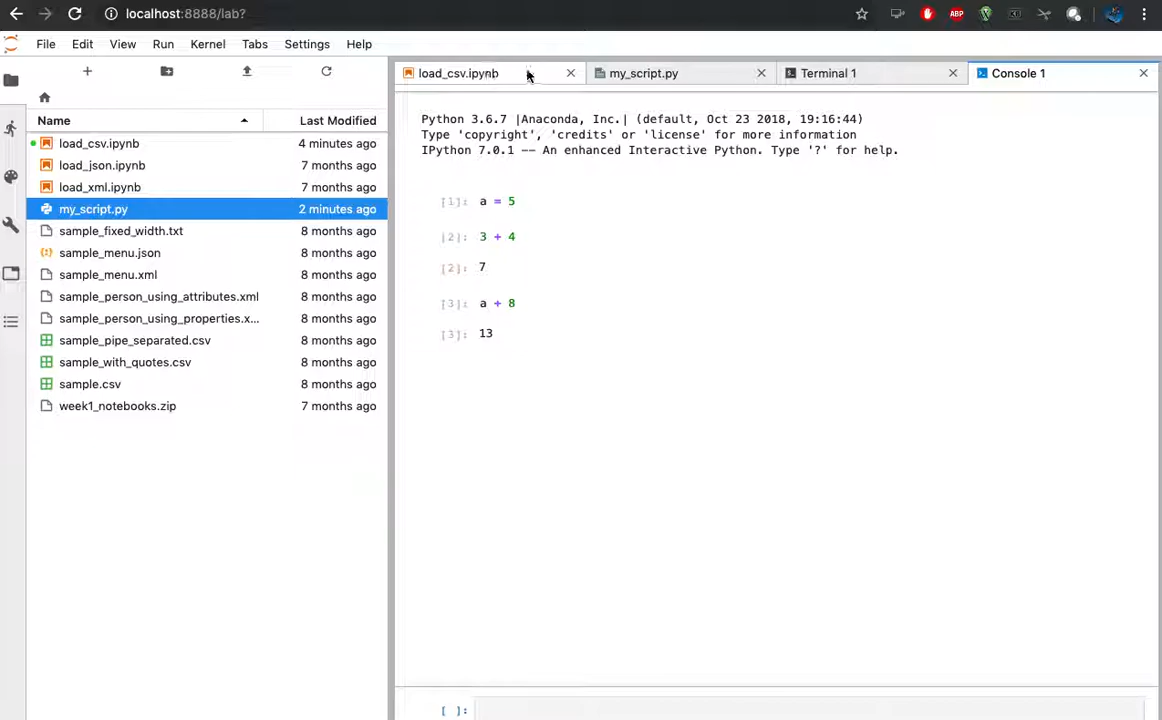 localhost:8888/lab?
ABP
File Edit View Run Kernel Tabs Settings Help
load_csv.ipynb my_script.py Terminal 1 Console 1
Name Last Modified
load_csv.ipynb 4 minutes ago
load_json.ipynb 7 months ago
load_xml.ipynb 7 months ago
my_script.py 2 minutes ago
sample_fixed_width.txt 8 months ago
sample_menu.json 8 months ago
sample_menu.xml 8 months ago
sample_person_using_attributes.xml 8 months ago
sample_person_using_properties.x... 8 months ago
sample_pipe_separated.csv 8 months ago
sample_with_quotes.csv 8 months ago
sample.csv 8 months ago
week1_notebooks.zip 7 months ago
Python 3.6.7 |Anaconda, Inc.| (default, Oct 23 2018, 19:16:44)
Type 'copyright', 'credits' or 'license' for more information
IPython 7.0.1 -- An enhanced Interactive Python. Type '?' for help.
[1]: a = 5
[2]: 3 + 4
[2]: 7
[3]: a + 8
[3]: 13
[ ]: